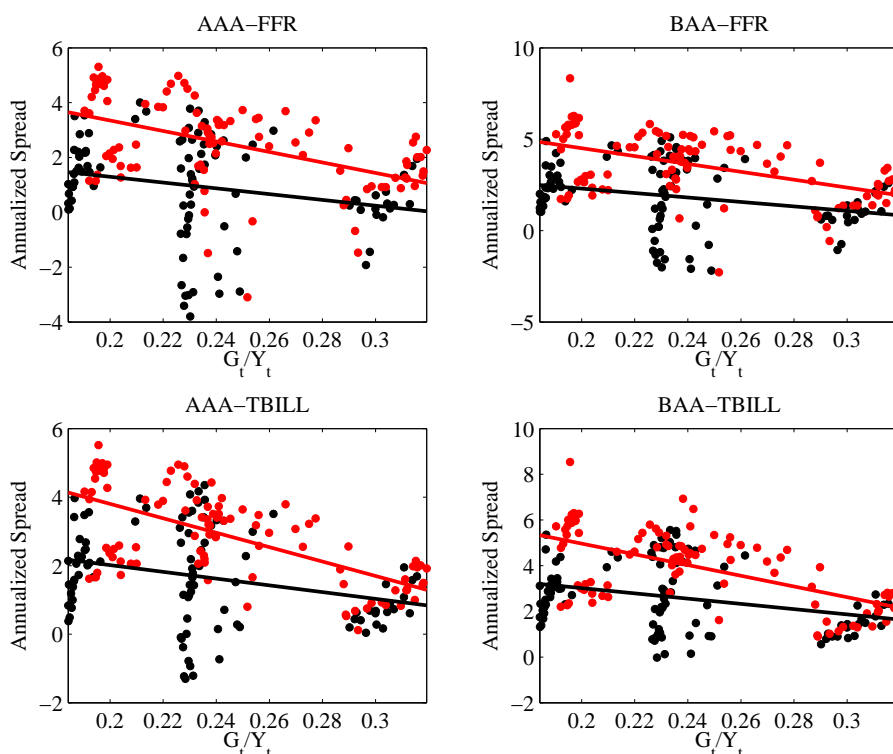 AAA−FFR
Annualized Spread
6
4
2
0
−2
−4
0.2 0.22 0.24 0.26 0.28 0.3
G_t/Y_t
BAA−FFR
Annualized Spread
10
5
0
−5
0.2 0.22 0.24 0.26 0.28 0.3
G_t/Y_t
AAA−TBILL
Annualized Spread
6
4
2
0
−2
0.2 0.22 0.24 0.26 0.28 0.3
G_t/Y_t
BAA−TBILL
Annualized Spread
10
8
6
4
2
0
−2
0.2 0.22 0.24 0.26 0.28 0.3
G_t/Y_t